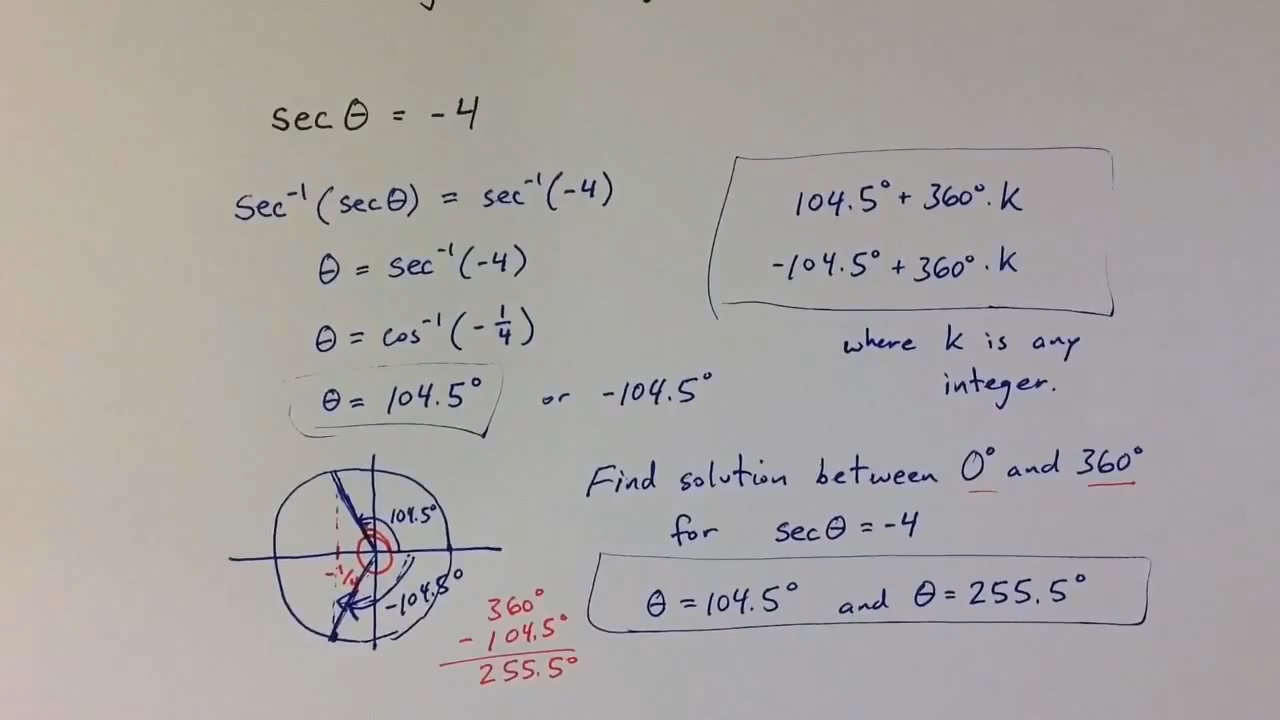 sec θ = -4
sec⁻¹(sec θ) = sec⁻¹(-4)
θ = sec⁻¹(-4)
θ = cos⁻¹(-1/4)
θ = 104.5° or -104.5°
104.5°
-1/4
-104.5°
360°
- 104.5°
255.5°
104.5° + 360°·k
-104.5° + 360°·k
where k is any
integer.
Find solution between 0° and 360°
for sec θ = -4
θ = 104.5° and θ = 255.5°